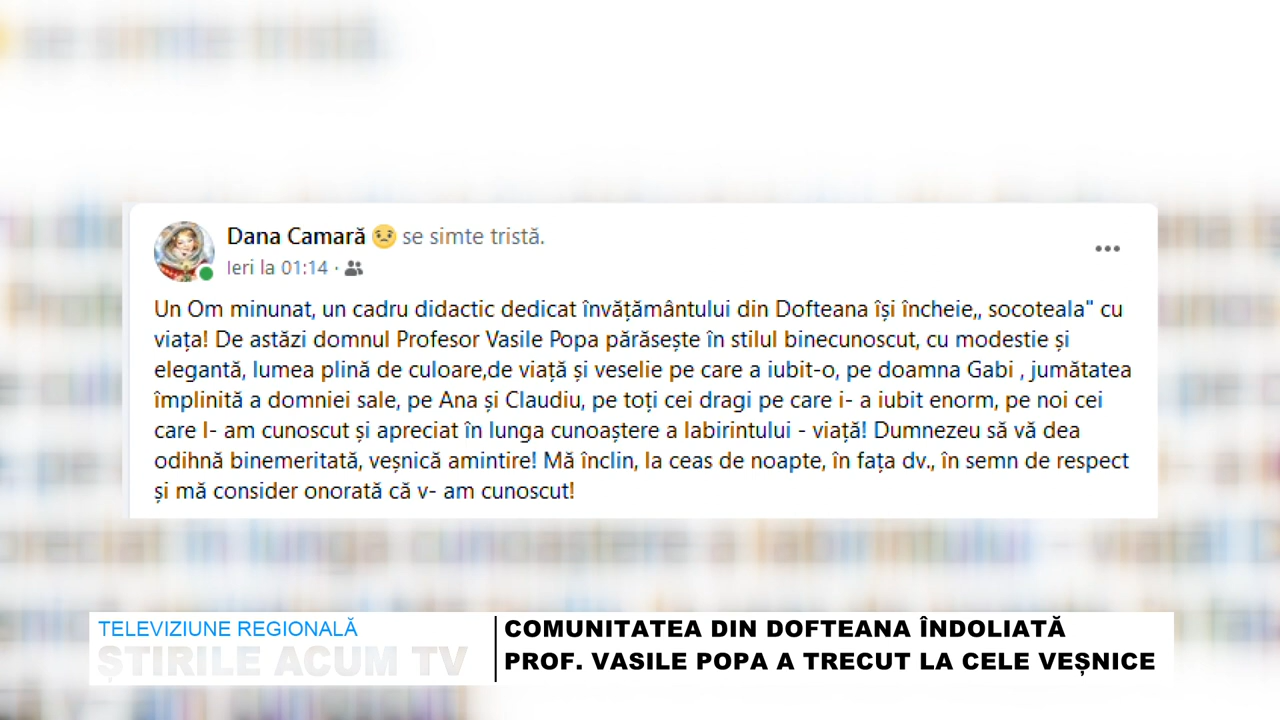 se simte tristă.
Dana Camară se simte tristă.
Ieri la 01:14 ·
Un Om minunat, un cadru didactic dedicat învățământului din Dofteana își încheie,, socoteala" cu
viața! De astăzi domnul Profesor Vasile Popa părăsește în stilul binecunoscut, cu modestie și
elegantă, lumea plină de culoare,de viață și veselie pe care a iubit-o, pe doamna Gabi , jumătatea
împlinită a domniei sale, pe Ana și Claudiu, pe toți cei dragi pe care i- a iubit enorm, pe noi cei
care l- am cunoscut și apreciat în lunga cunoaștere a labirintului - viață! Dumnezeu să vă dea
odihnă binemeritată, veșnică amintire! Mă înclin, la ceas de noapte, în fața dv., în semn de respect
și mă consider onorată că v- am cunoscut!
TELEVIZIUNE REGIONALĂ
ȘTIRILE ACUM TV
COMUNITATEA DIN DOFTEANA ÎNDOLIATĂ
PROF. VASILE POPA A TRECUT LA CELE VEȘNICE